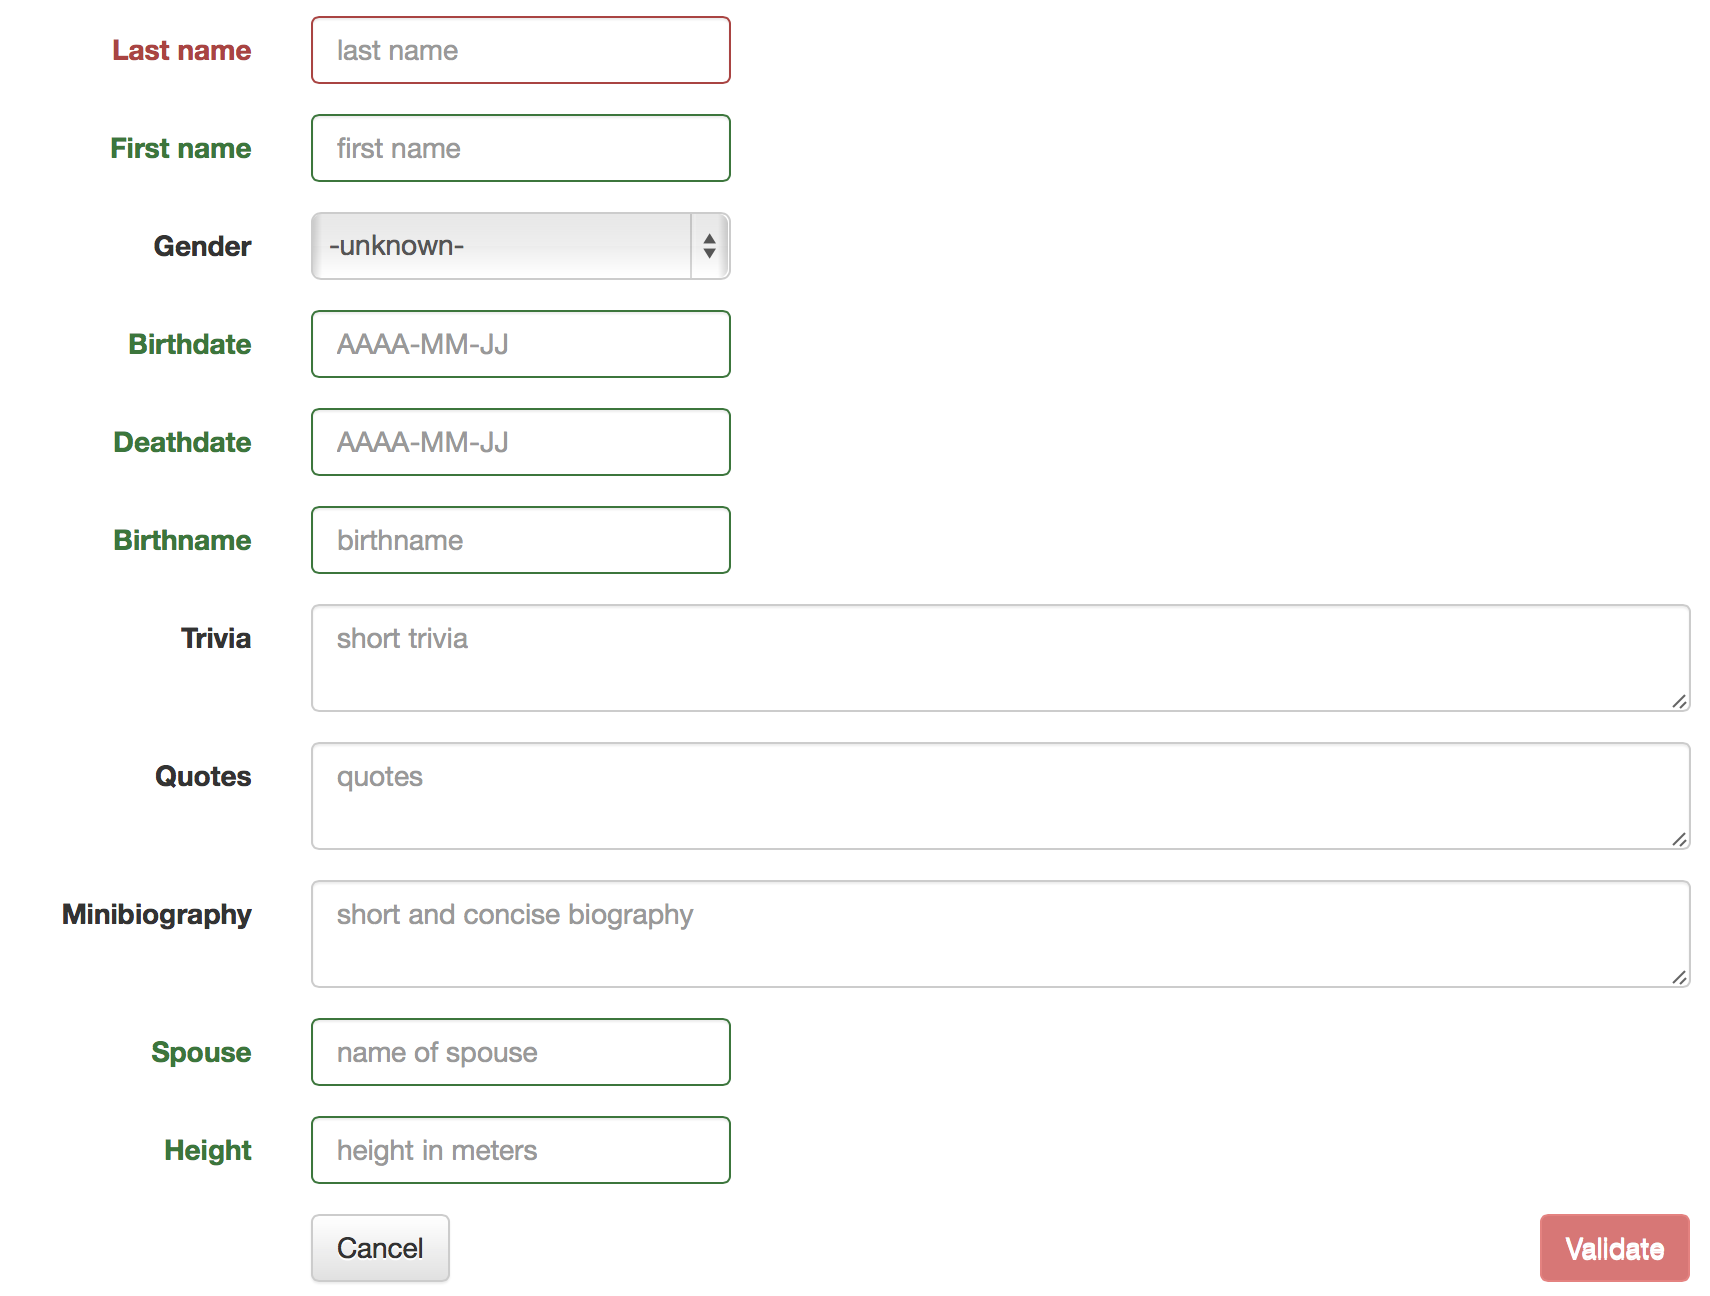 Last name last name
First name first name
Gender -unknown-
Birthdate AAAA-MM-JJ
Deathdate AAAA-MM-JJ
Birthname birthname
Trivia short trivia
Quotes quotes
Minibiography short and concise biography
Spouse name of spouse
Height height in meters
Cancel Validate